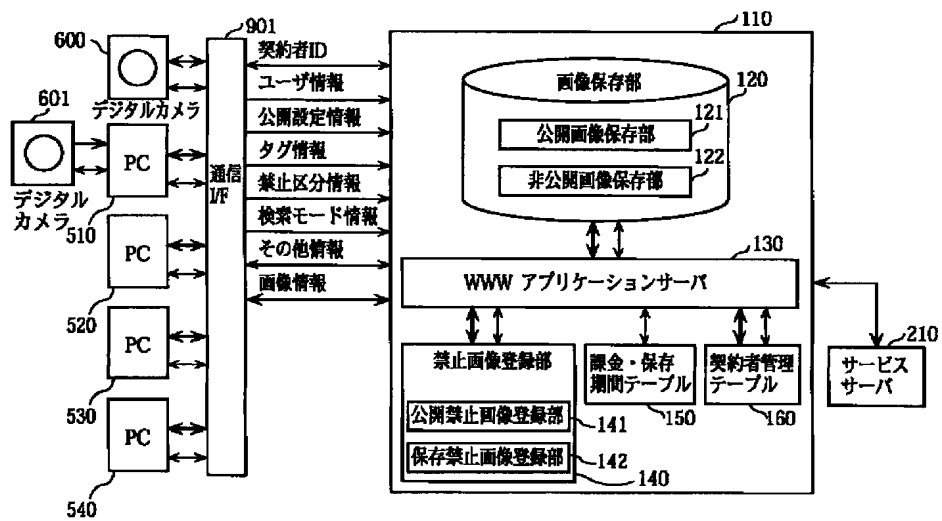 600
デジタルカメラ
601
デジタル
カメラ
PC
510
PC
520
PC
530
PC
540
901
通信
I/F
契約者ID
ユーザ情報
公開設定情報
タグ情報
禁止区分情報
検索モード情報
その他情報
画像情報
110
画像保存部
120
公開画像保存部
121
非公開画像保存部
122
130
WWW アプリケーションサーバ
禁止画像登録部
公開禁止画像登録部
141
保存禁止画像登録部
142
140
課金・保存
期間テーブル
150
契約者管理
テーブル
160
210
サービス
サーバ